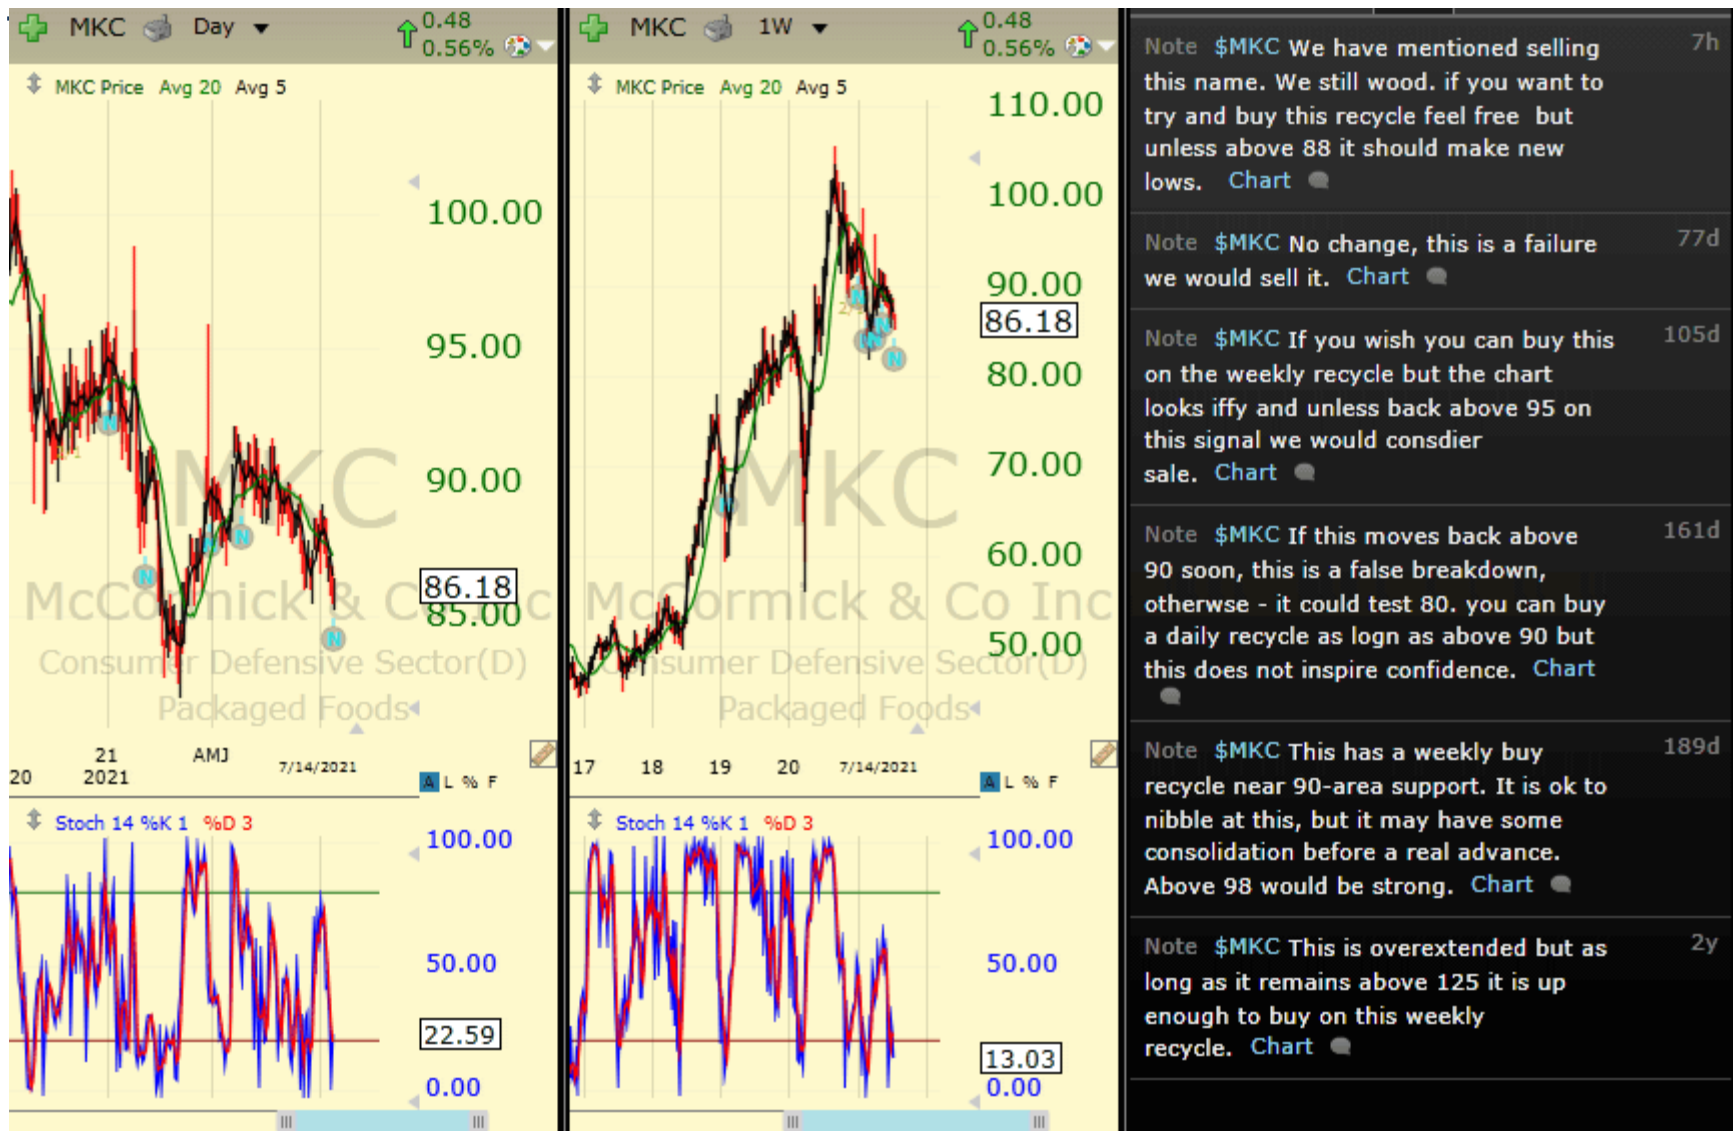 MKC Day 0.48
0.56%
MKC Price Avg 20 Avg 5
100.00
95.00
90.00
86.18
85.00
MKC
McCormick & Co Inc
Consumer Defensive Sector(D)
Packaged Foods
20 21 AMJ 7/14/2021
2021
A L % F
Stoch 14 %K 1 %D 3
100.00
50.00
22.59
0.00
MKC 1W 0.48
0.56%
MKC Price Avg 20 Avg 5
110.00
100.00
90.00
86.18
80.00
70.00
60.00
50.00
MKC
McCormick & Co Inc
Consumer Defensive Sector(D)
Packaged Foods
17 18 19 20 7/14/2021
A L % F
Stoch 14 %K 1 %D 3
100.00
50.00
13.03
0.00
Note $MKC We have mentioned selling 7h
this name. We still wood. if you want to
try and buy this recycle feel free but
unless above 88 it should make new
lows. Chart
Note $MKC No change, this is a failure 77d
we would sell it. Chart
Note $MKC If you wish you can buy this 105d
on the weekly recycle but the chart
looks iffy and unless back above 95 on
this signal we would consdier
sale. Chart
Note $MKC If this moves back above 161d
90 soon, this is a false breakdown,
otherwse - it could test 80. you can buy
a daily recycle as logn as above 90 but
this does not inspire confidence. Chart
Note $MKC This has a weekly buy 189d
recycle near 90-area support. It is ok to
nibble at this, but it may have some
consolidation before a real advance.
Above 98 would be strong. Chart
Note $MKC This is overextended but as 2y
long as it remains above 125 it is up
enough to buy on this weekly
recycle. Chart